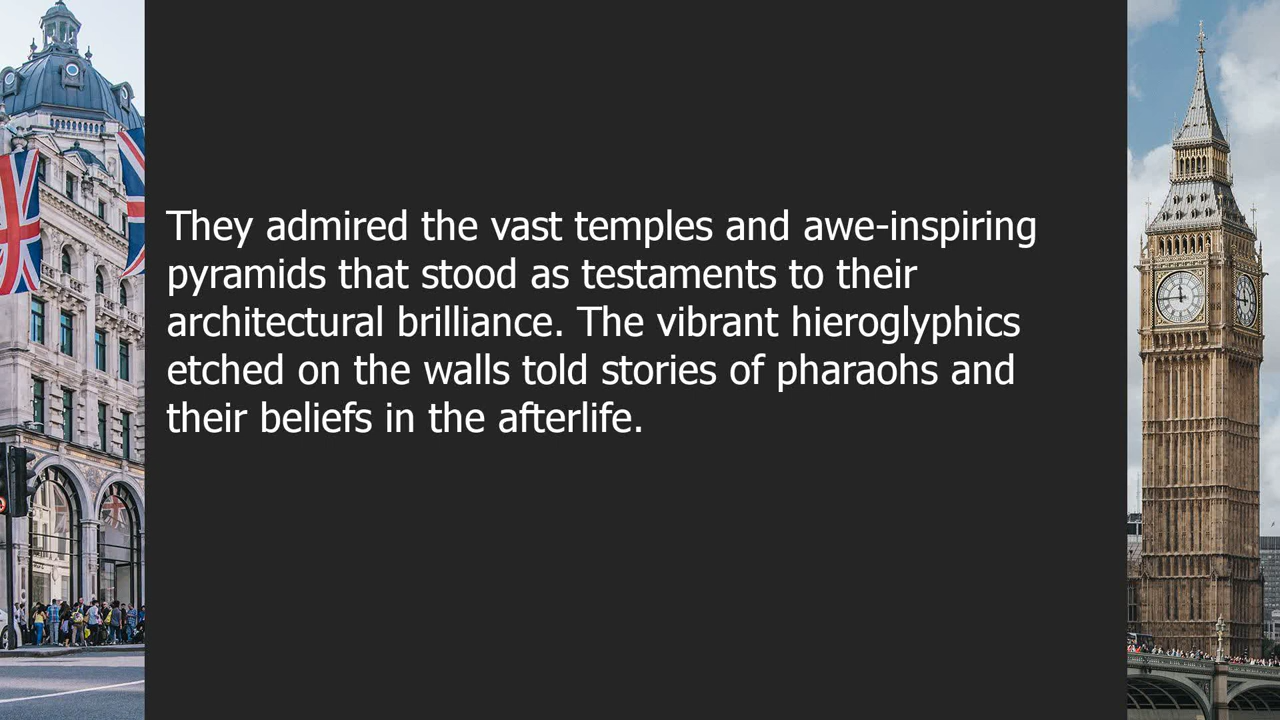 They admired the vast temples and awe-inspiring
pyramids that stood as testaments to their
architectural brilliance. The vibrant hieroglyphics
etched on the walls told stories of pharaohs and
their beliefs in the afterlife.